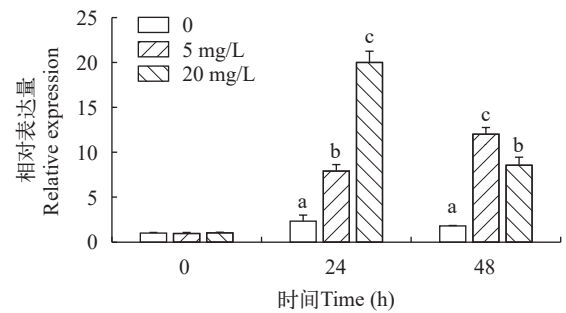 25
20
15
10
5
0
相对表达量
Relative expression
0
5 mg/L
20 mg/L
a
b
c
a
c
b
0
24
48
时间Time (h)